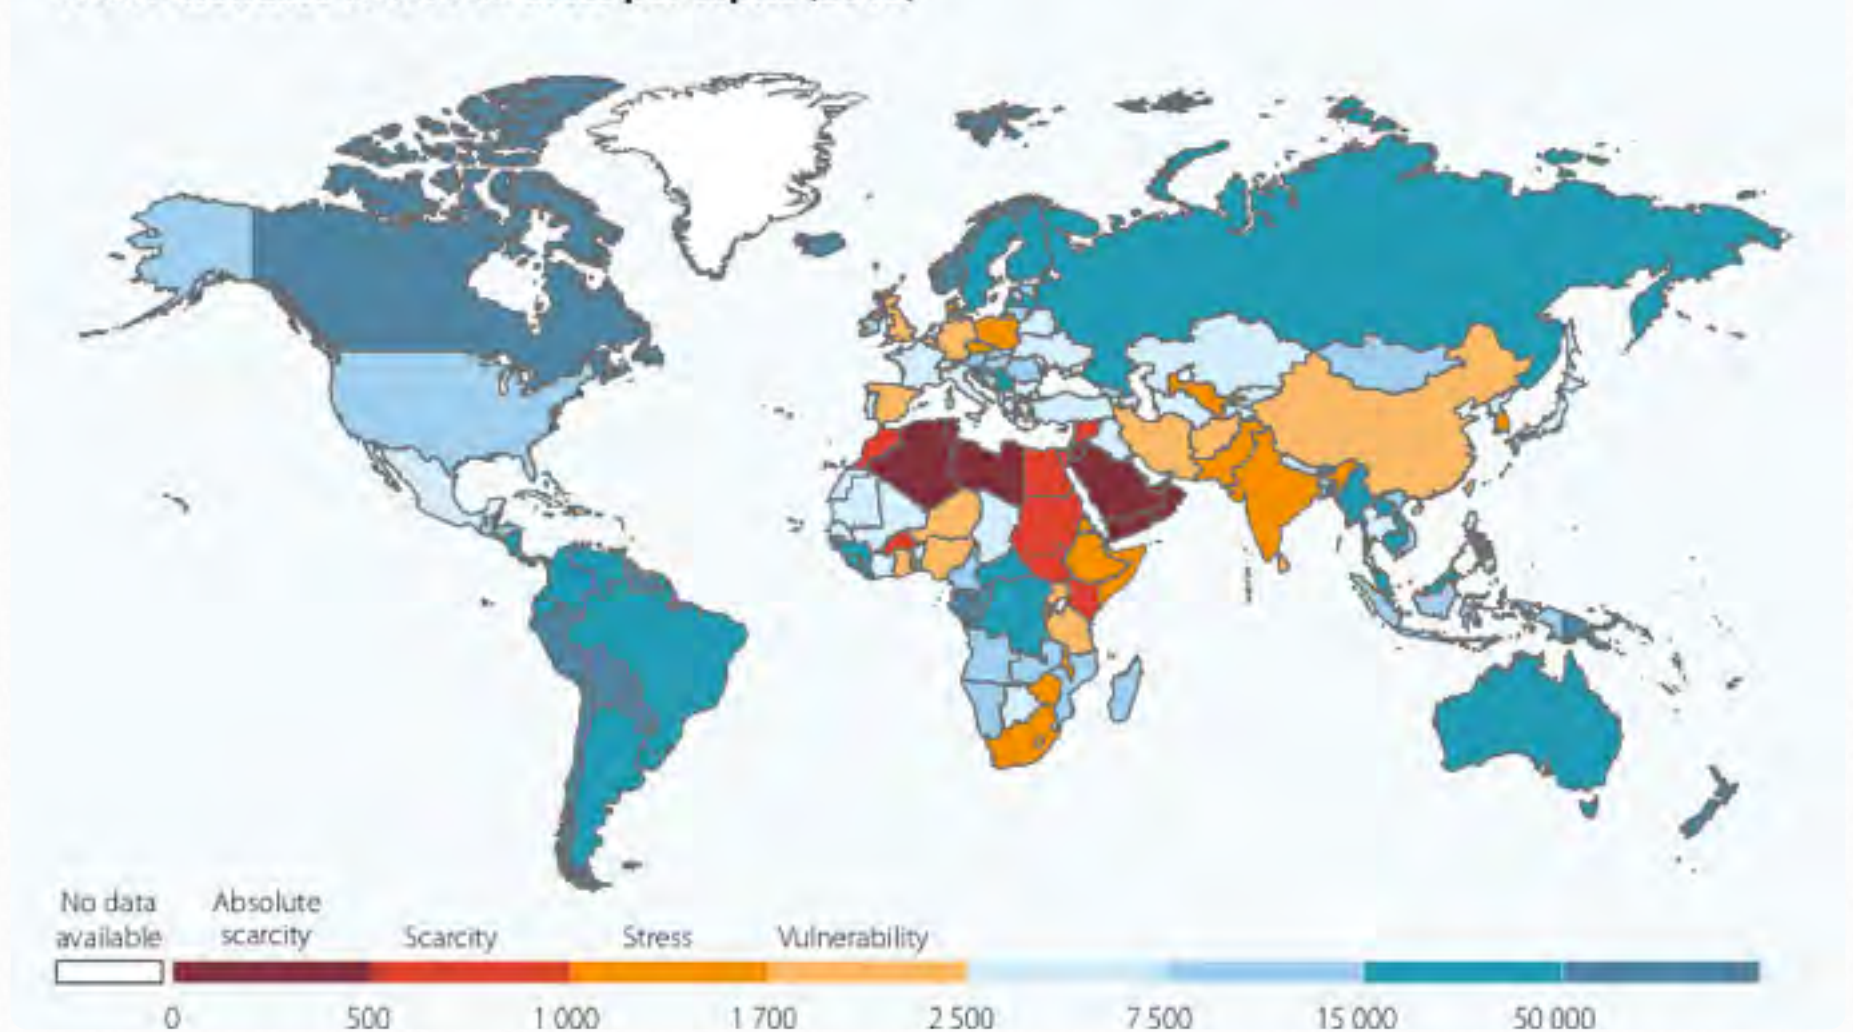 No data
available
Absolute
scarcity
Scarcity
Stress
Vulnerability
0
500
1 000
1 700
2 500
7 500
15 000
50 000